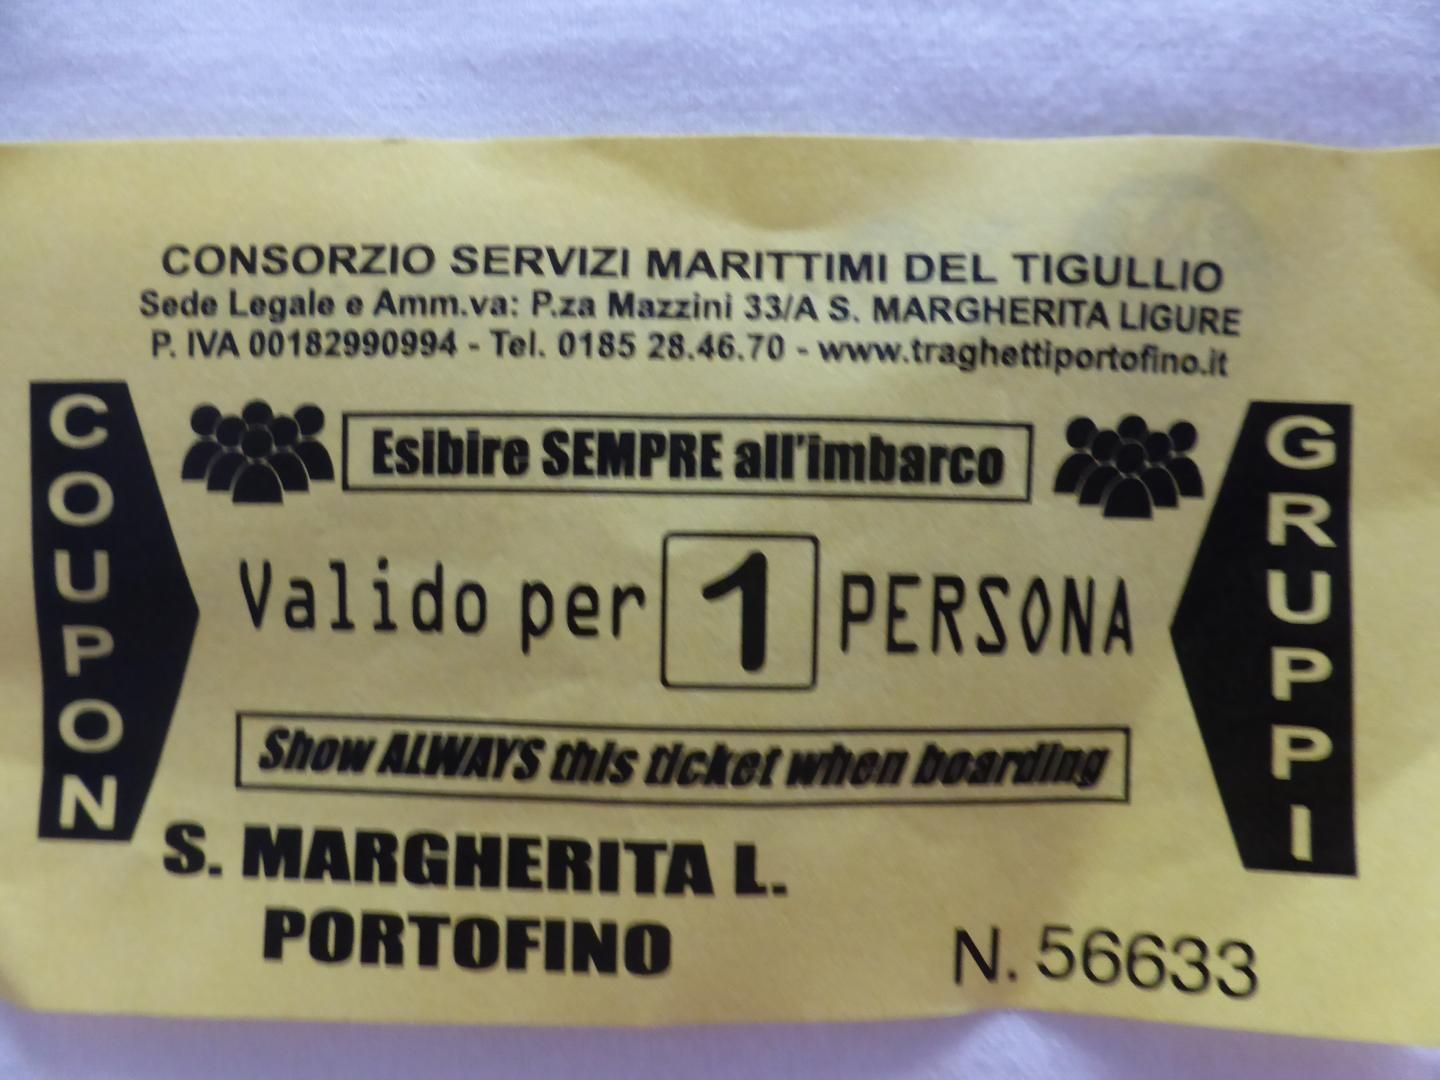 CONSORZIO SERVIZI MARITTIMI DEL TIGULLIO
Sede Legale e Amm.va: P.za Mazzini 33/A S. MARGHERITA LIGURE
P. IVA 00182990994 - Tel. 0185 28.46.70 - www.traghettiportofino.it
COUPON
Esibire SEMPRE all'imbarco
GRUPPI
Valido per 1 PERSONA
Show ALWAYS this ticket when boarding
S. MARGHERITA L.
PORTOFINO
N. 56633